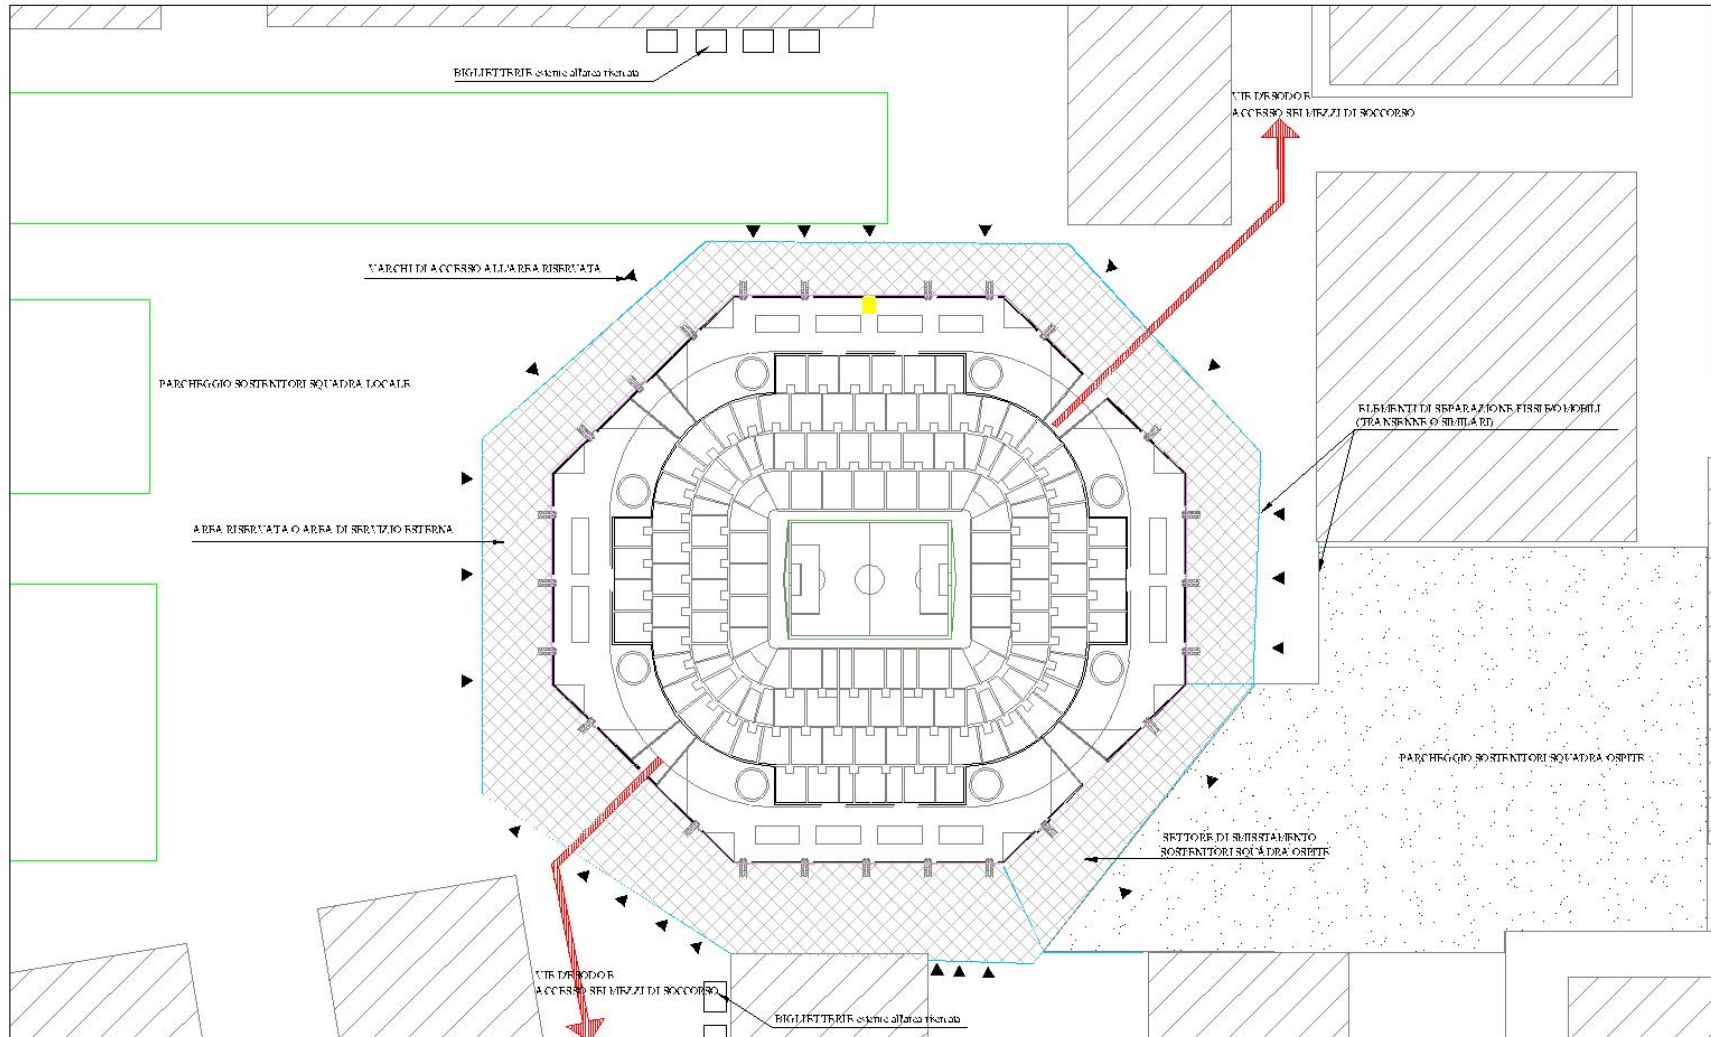 BIGLIETTERIE esterne all'area riservata
VIE D'ESODO E
ACCESSO SEI MEZZI DI SOCCORSO
VARCHI DI ACCESSO ALL'AREA RISERVATA
PARCHEGGIO SOSTENITORI SQUADRA LOCALE
ELEMENTI DI SEPARAZIONE FISSI E/O MOBILI
(TRANSENNE O SIMILARI)
AREA RISERVATA O AREA DI SERVIZIO ESTERNA
PARCHEGGIO SOSTENITORI SQUADRA OSPITE
SETTORE DI SMISTAMENTO
SOSTENITORI SQUADRA OSPITE
VIE D'ESODO E
ACCESSO SEI MEZZI DI SOCCORSO
BIGLIETTERIE esterne all'area riservata